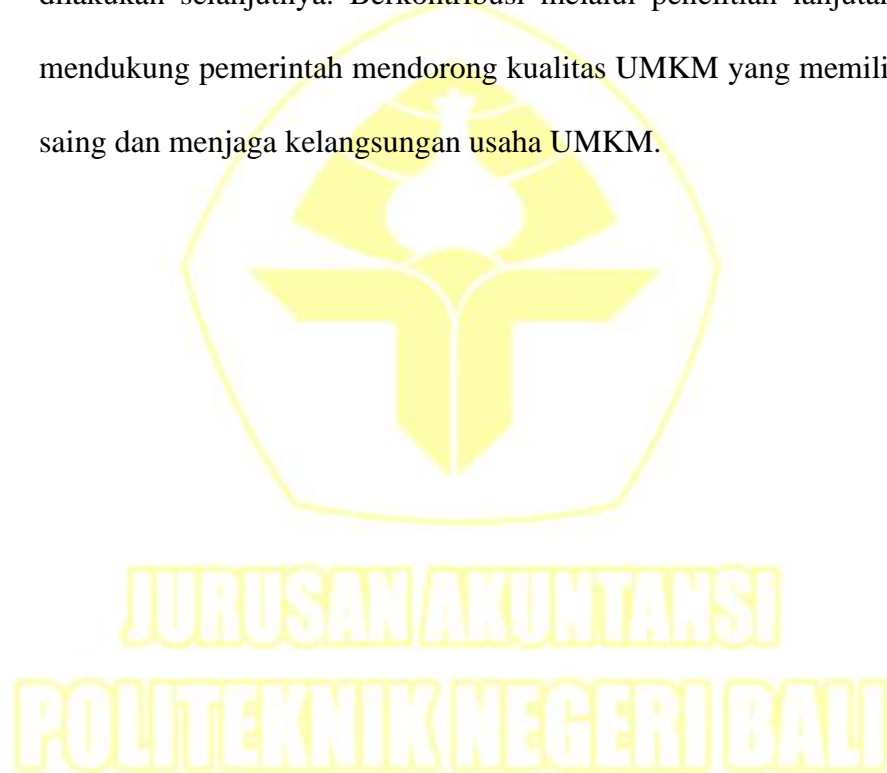 dilakukan selanjutnya. Berkontribusi melalui penelitian lanjutan
mendukung pemerintah mendorong kualitas UMKM yang memili
saing dan menjaga kelangsungan usaha UMKM.
JURUSAN AKUNTANSI
POLITEKNIK NEGERI BALI